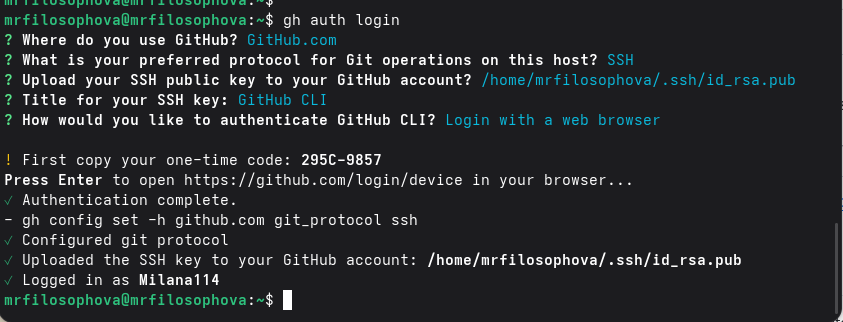 mrfilosophova@mrfilosophova:~$
mrfilosophova@mrfilosophova:~$ gh auth login
? Where do you use GitHub? GitHub.com
? What is your preferred protocol for Git operations on this host? SSH
? Upload your SSH public key to your GitHub account? /home/mrfilosophova/.ssh/id_rsa.pub
? Title for your SSH key: GitHub CLI
? How would you like to authenticate GitHub CLI? Login with a web browser
! First copy your one-time code: 295C-9857
Press Enter to open https://github.com/login/device in your browser...
✓ Authentication complete.
- gh config set -h github.com git_protocol ssh
✓ Configured git protocol
✓ Uploaded the SSH key to your GitHub account: /home/mrfilosophova/.ssh/id_rsa.pub
✓ Logged in as Milana114
mrfilosophova@mrfilosophova:~$